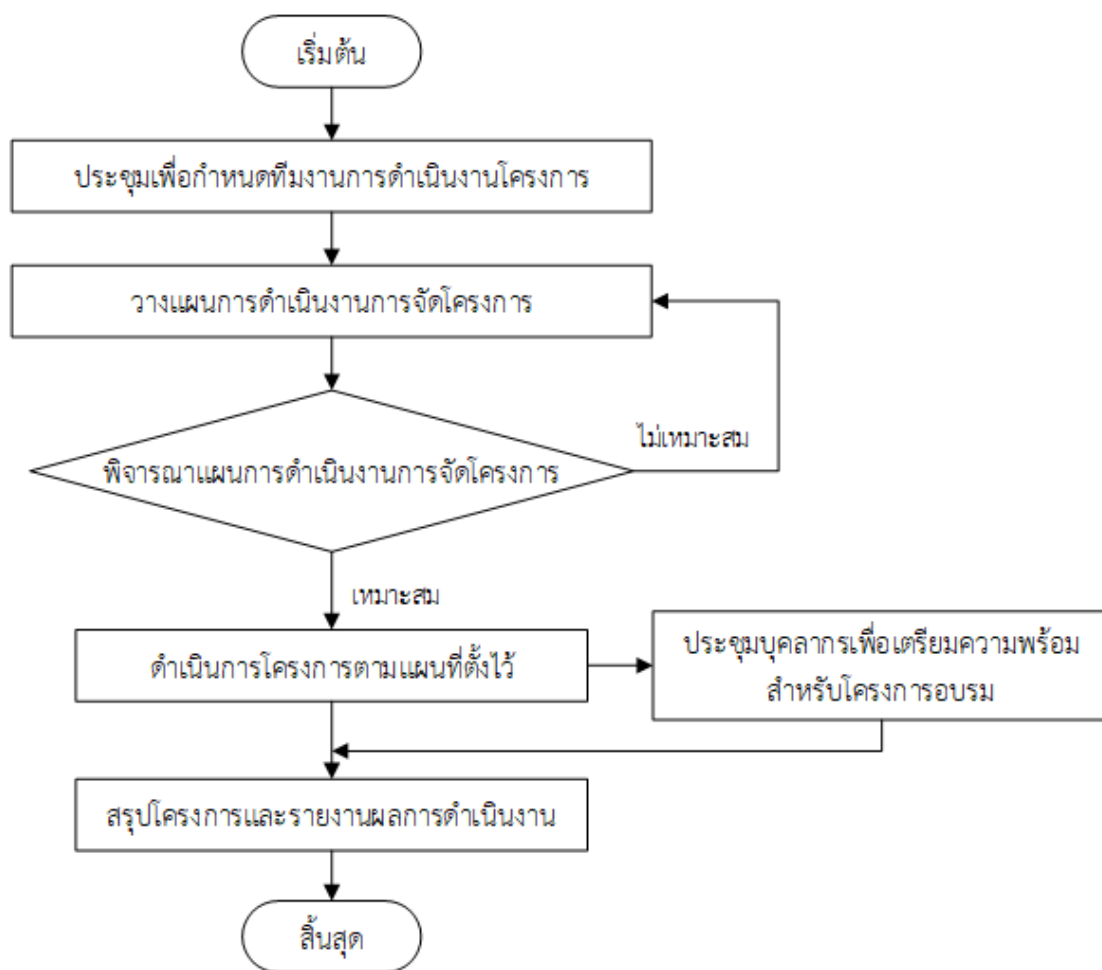 เริ่มต้น
ประชุมเพื่อกำหนดทีมงานการดำเนินงานโครงการ
วางแผนการดำเนินงานการจัดโครงการ
ไม่เหมาะสม
พิจารณาแผนการดำเนินงานการจัดโครงการ
เหมาะสม
ดำเนินการโครงการตามแผนที่ตั้งไว้
ประชุมบุคลากรเพื่อเตรียมความพร้อม
สำหรับโครงการอบรม
สรุปโครงการและรายงานผลการดำเนินงาน
สิ้นสุด